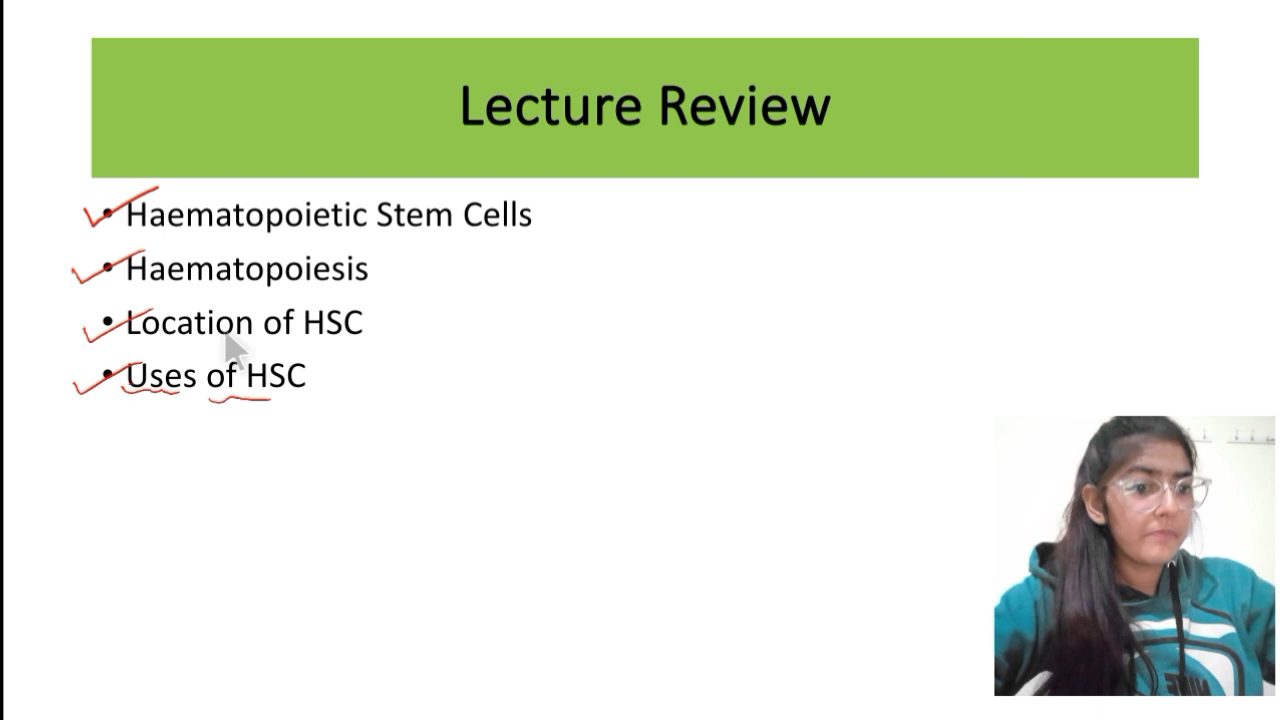 Lecture Review
• Haematopoietic Stem Cells
• Haematopoiesis
• Location of HSC
• Uses of HSC